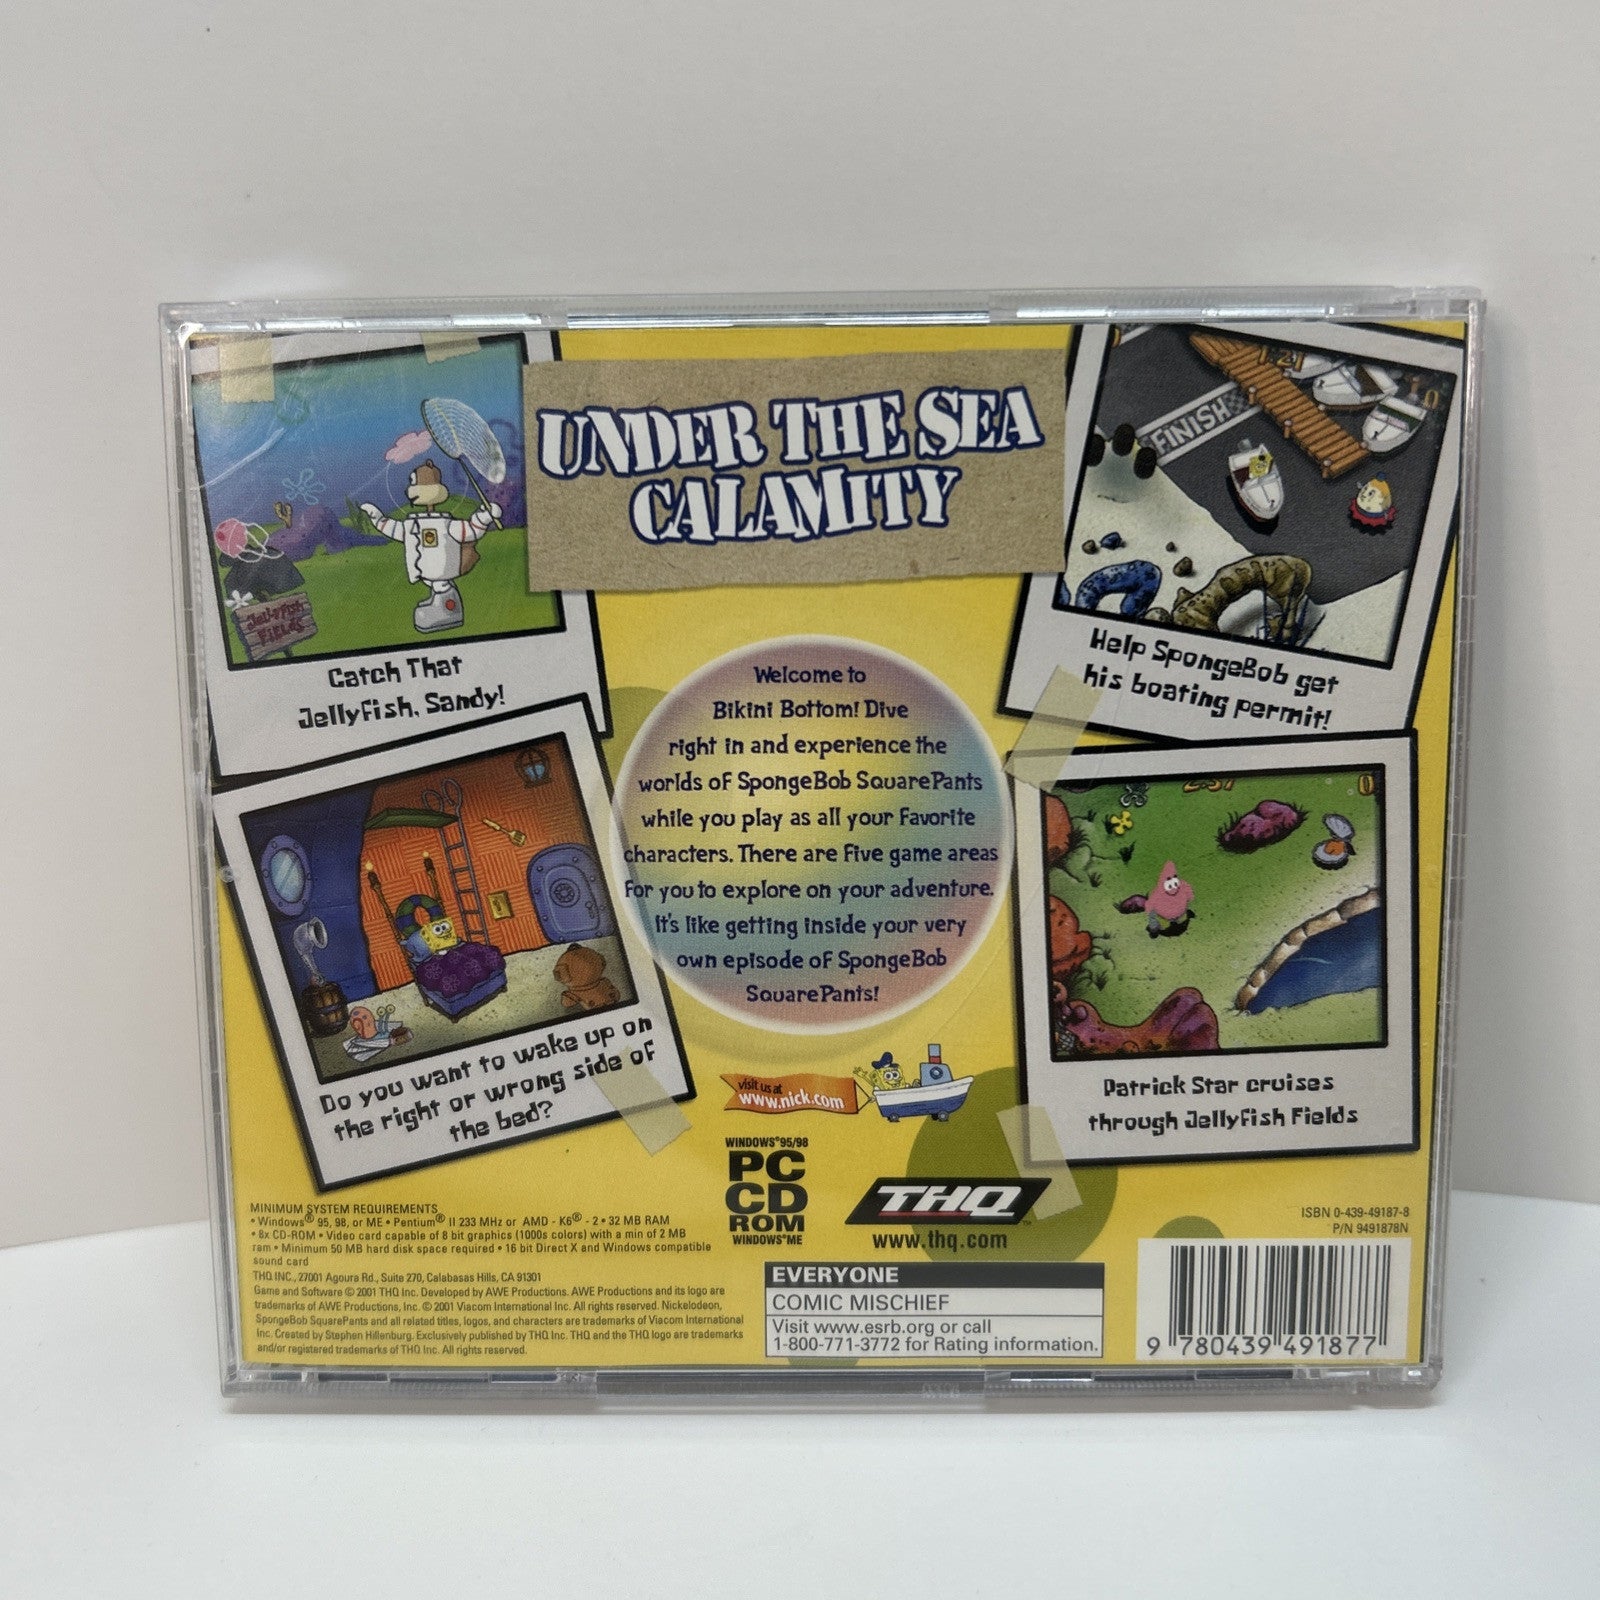 UNDER THE SEA
CALAMITY
FINISH
Jellyfish
Fields
Catch That
Jellyfish, Sandy!
Help SpongeBob get
his boating permit!
Welcome to
Bikini Bottom! Dive
right in and experience the
worlds of SpongeBob SquarePants
while you play as all your favorite
characters. There are five game areas
for you to explore on your adventure.
It's like getting inside your very
own episode of SpongeBob
SquarePants!
2:37
0
Do you want to wake up on
the right or wrong side of
the bed?
Patrick Star cruises
through Jellyfish Fields
visit us at
www.nick.com
WINDOWS® 95/98
PC
CD
ROM
WINDOWS® ME
THQ™
www.thq.com
MINIMUM SYSTEM REQUIREMENTS
• Windows® 95, 98, or ME • Pentium® II 233 MHz or AMD - K6® - 2 • 32 MB RAM
• 8x CD-ROM • Video card capable of 8 bit graphics (1000s colors) with a min of 2 MB
ram • Minimum 50 MB hard disk space required • 16 bit Direct X and Windows compatible
sound card
THQ INC., 27001 Agoura Rd., Suite 270, Calabasas Hills, CA 91301
Game and Software © 2001 THQ Inc. Developed by AWE Productions. AWE Productions and its logo are
trademarks of AWE Productions, Inc. © 2001 Viacom International Inc. All rights reserved. Nickelodeon,
SpongeBob SquarePants and all related titles, logos, and characters are trademarks of Viacom International
Inc. Created by Stephen Hillenburg. Exclusively published by THQ Inc. THQ and the THQ logo are trademarks
and/or registered trademarks of THQ Inc. All rights reserved.
EVERYONE
COMIC MISCHIEF
Visit www.esrb.org or call
1-800-771-3772 for Rating information.
ISBN 0-439-49187-8
P/N 9491878N
9 780439 491877